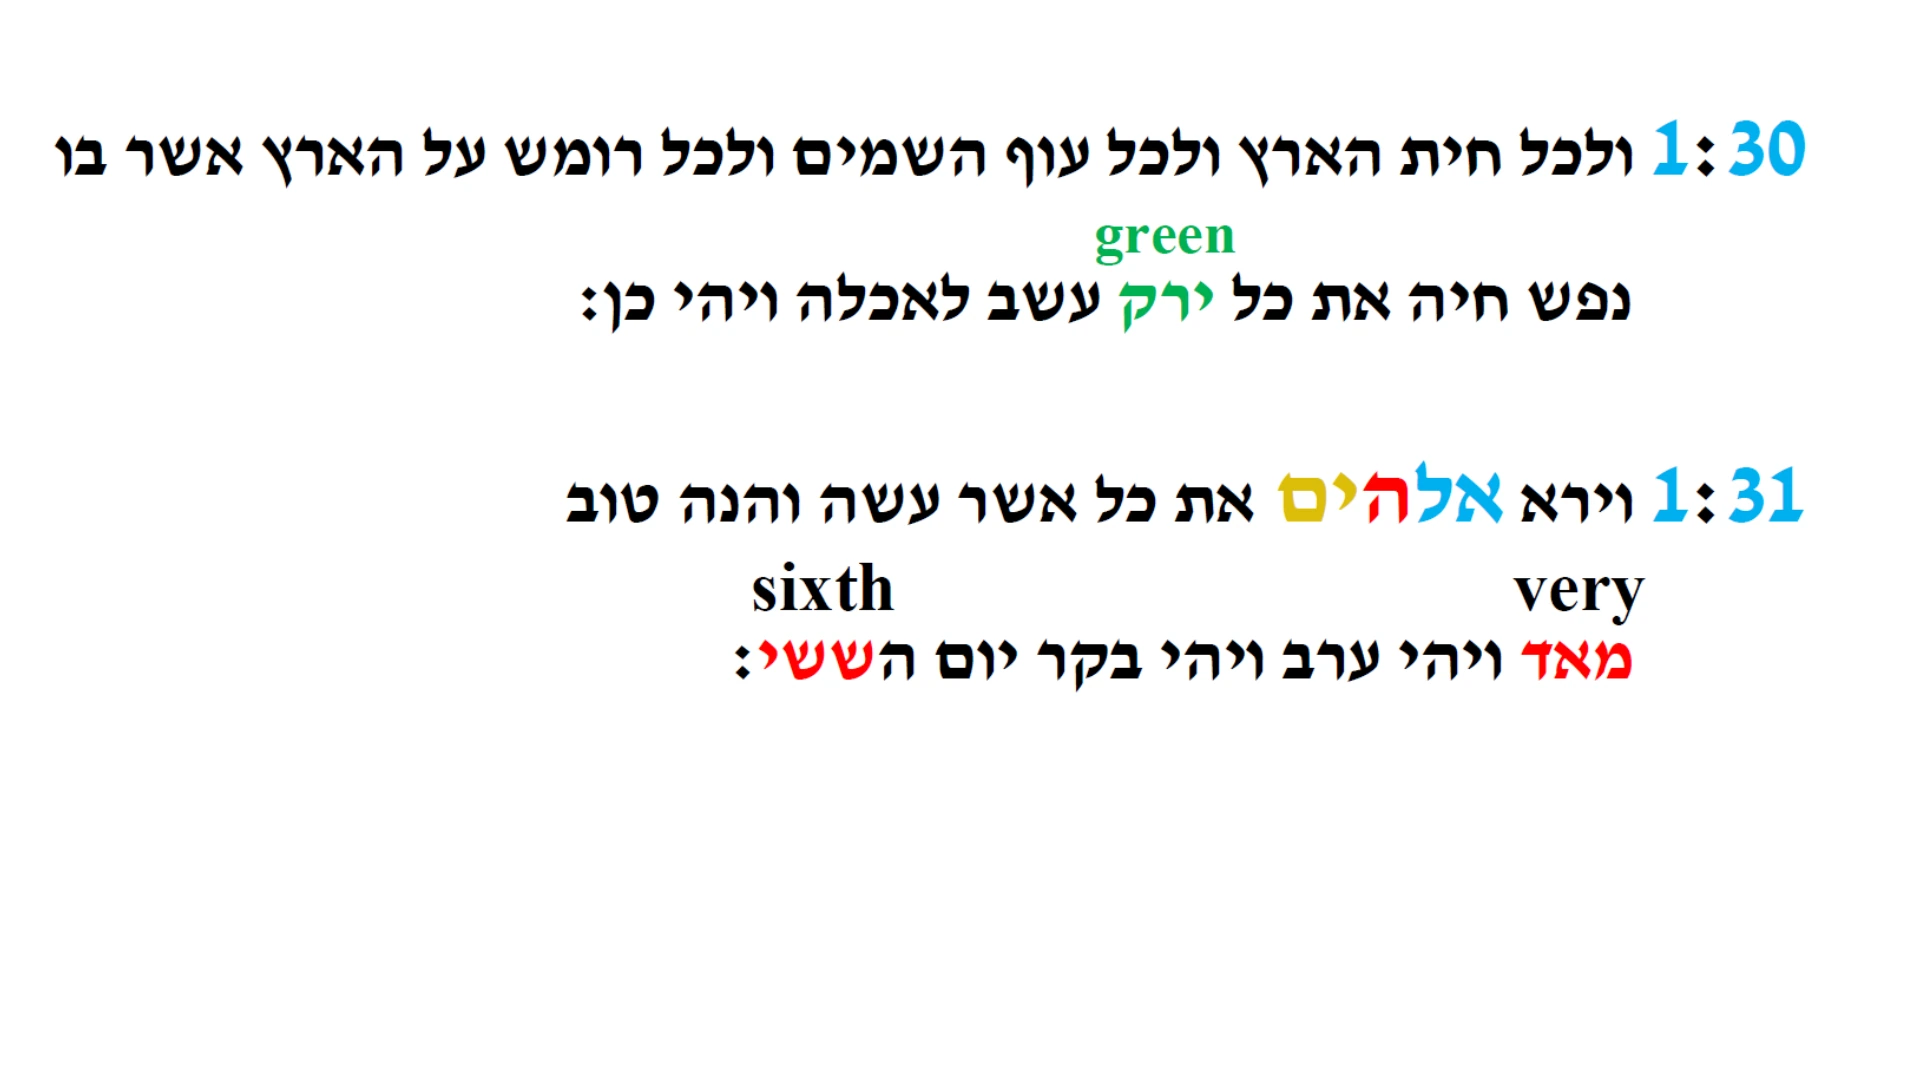 1:30 ולכל חית הארץ ולכל עוף השמים ולכל רומש על הארץ אשר בו
green
נפש חיה את כל ירק עשב לאכלה ויהי כן:
1:31 וירא אלהים את כל אשר עשה והנה טוב
very sixth
מאד ויהי ערב ויהי בקר יום הששי: